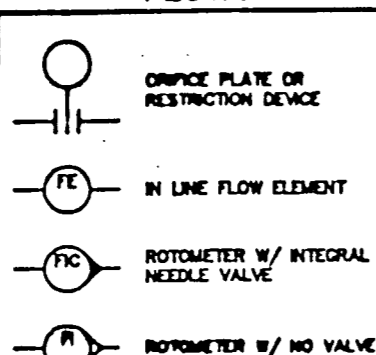 ORIFICE PLATE OR
RESTRICTION DEVICE
FE
IN LINE FLOW ELEMENT
FIC
ROTOMETER W/ INTEGRAL
NEEDLE VALVE
ROTOMETER W/ NO VALVE